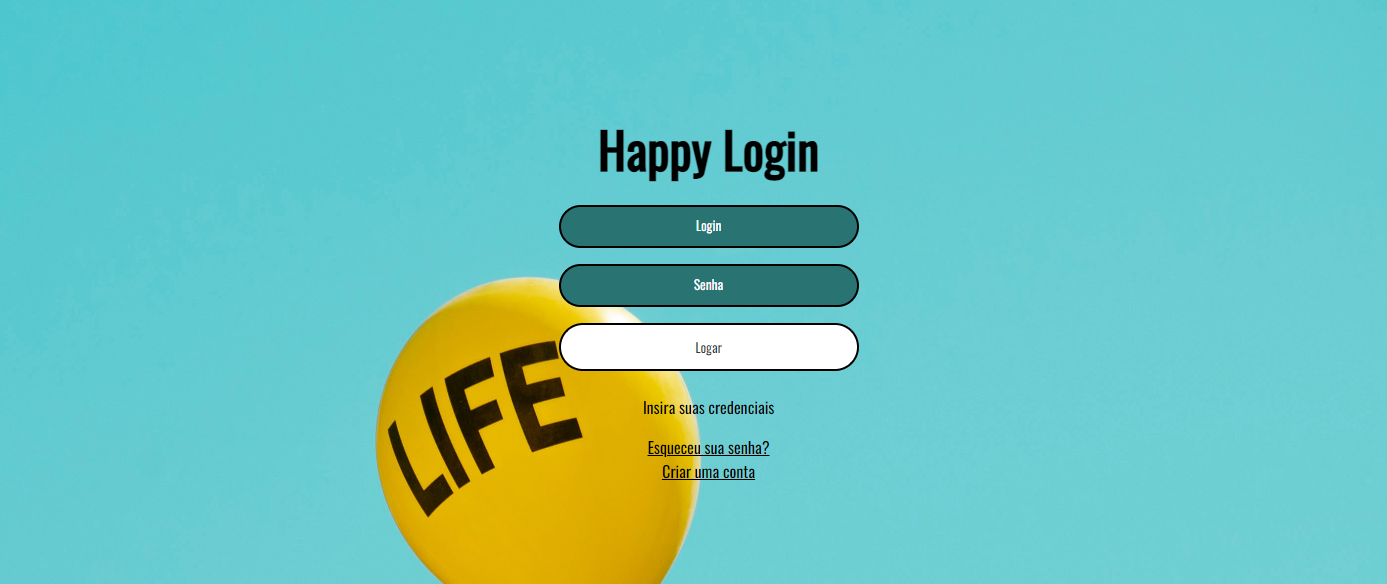 Happy Login
Login
Senha
LIFE
Logar
Insira suas credenciais
Esqueceu sua senha?
Criar uma conta